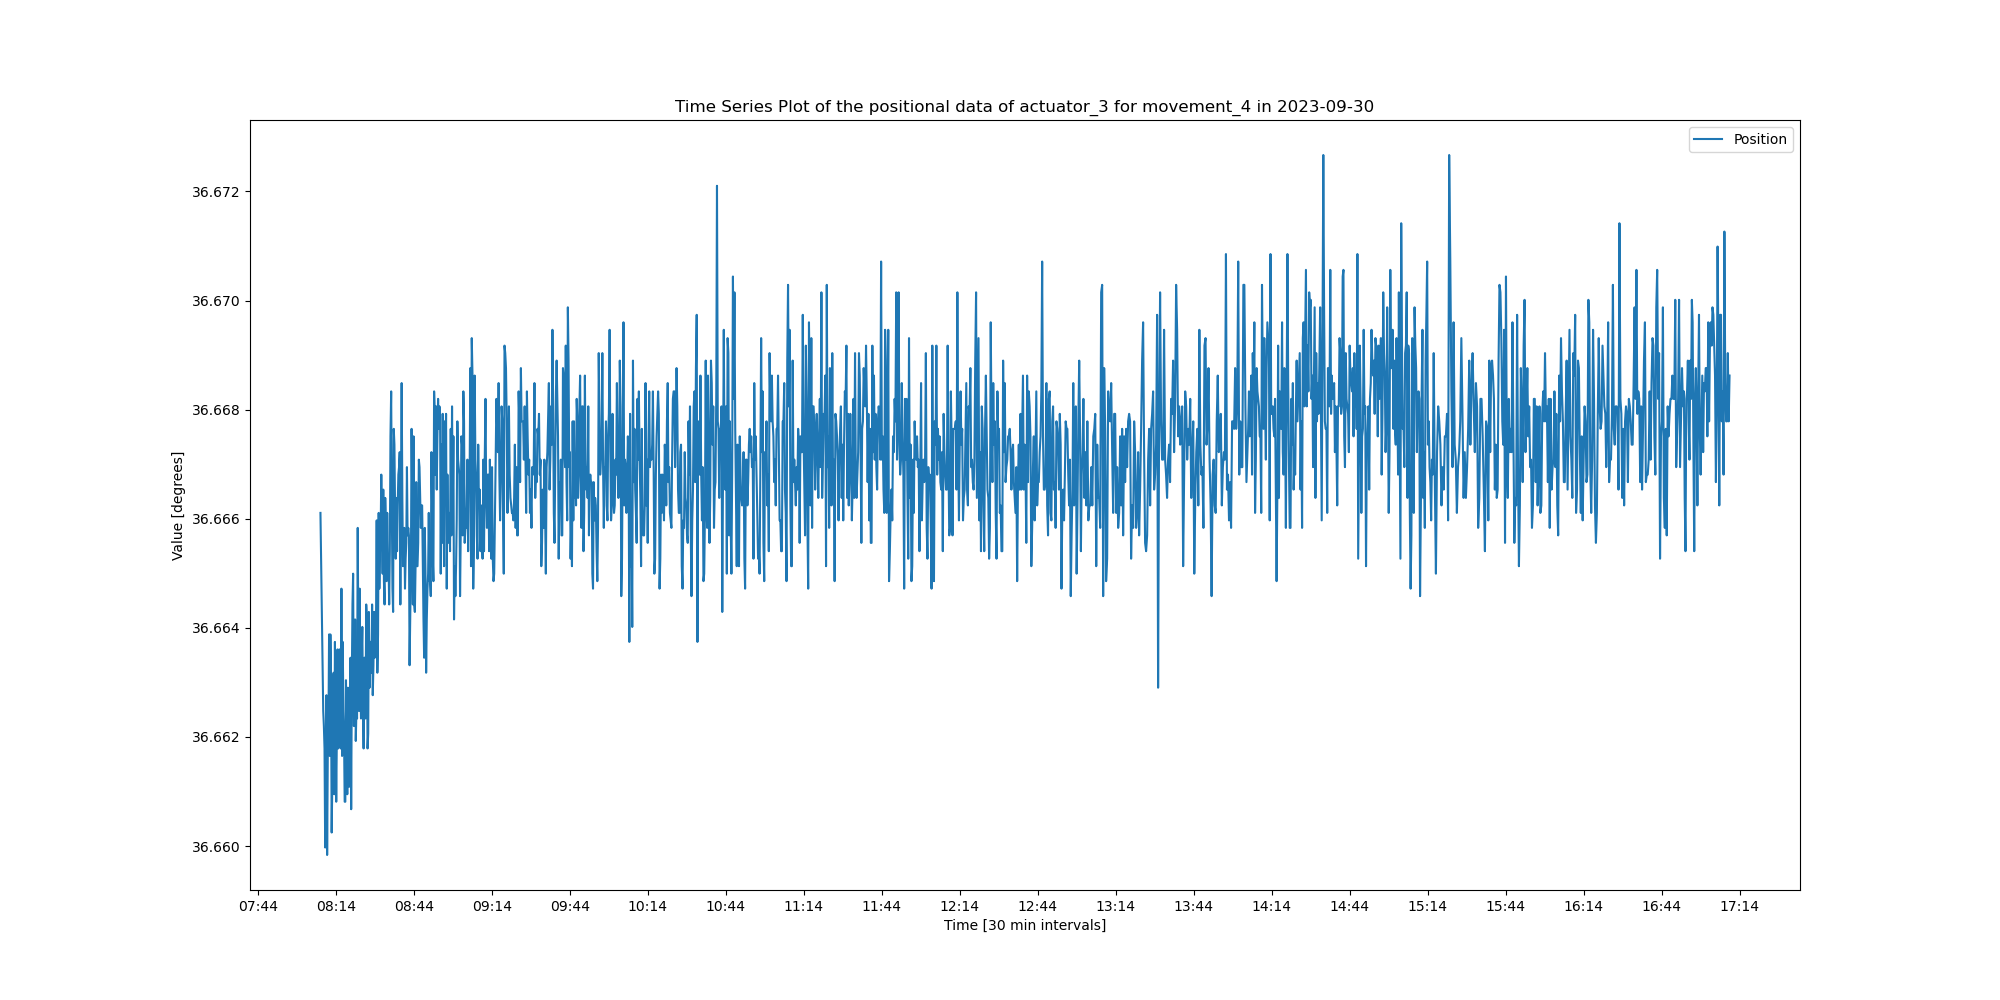 Time Series Plot of the positional data of actuator_3 for movement_4 in 2023-09-30
Position
36.672
36.670
36.668
36.666
36.664
36.662
36.660
Value [degrees]
07:44 08:14 08:44 09:14 09:44 10:14 10:44 11:14 11:44 12:14 12:44 13:14 13:44 14:14 14:44 15:14 15:44 16:14 16:44 17:14
Time [30 min intervals]